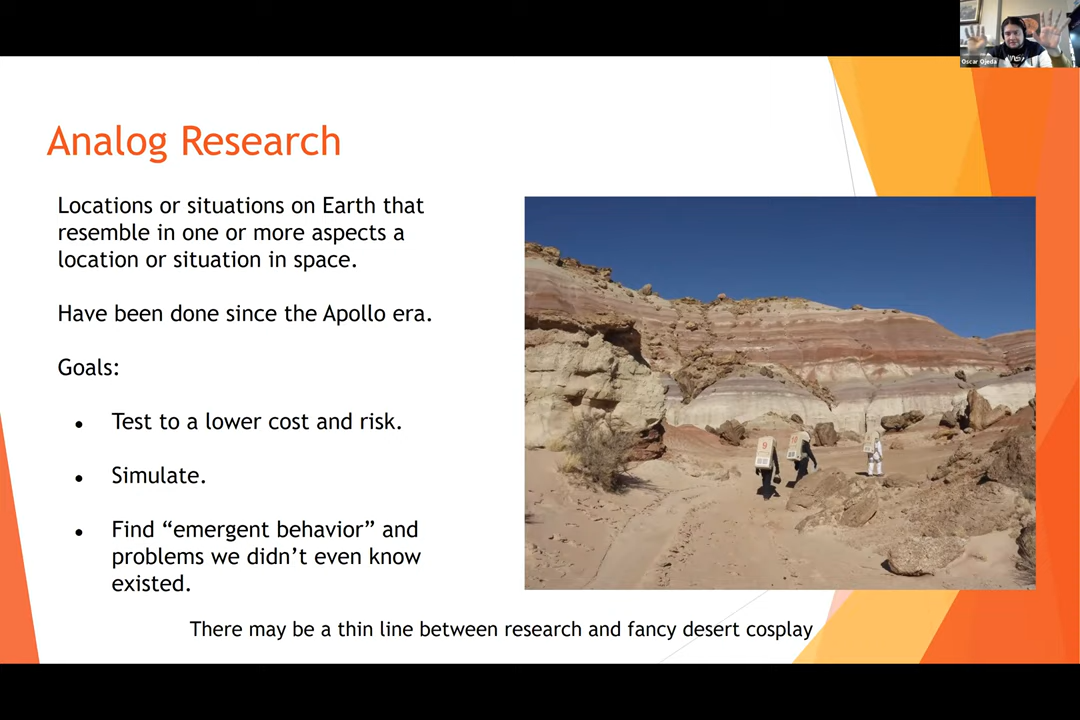 Oscar Ojeda
Analog Research
Locations or situations on Earth that
resemble in one or more aspects a
location or situation in space.
Have been done since the Apollo era.
Goals:
● Test to a lower cost and risk.
● Simulate.
● Find “emergent behavior” and
problems we didn’t even know
existed.
9
10
There may be a thin line between research and fancy desert cosplay